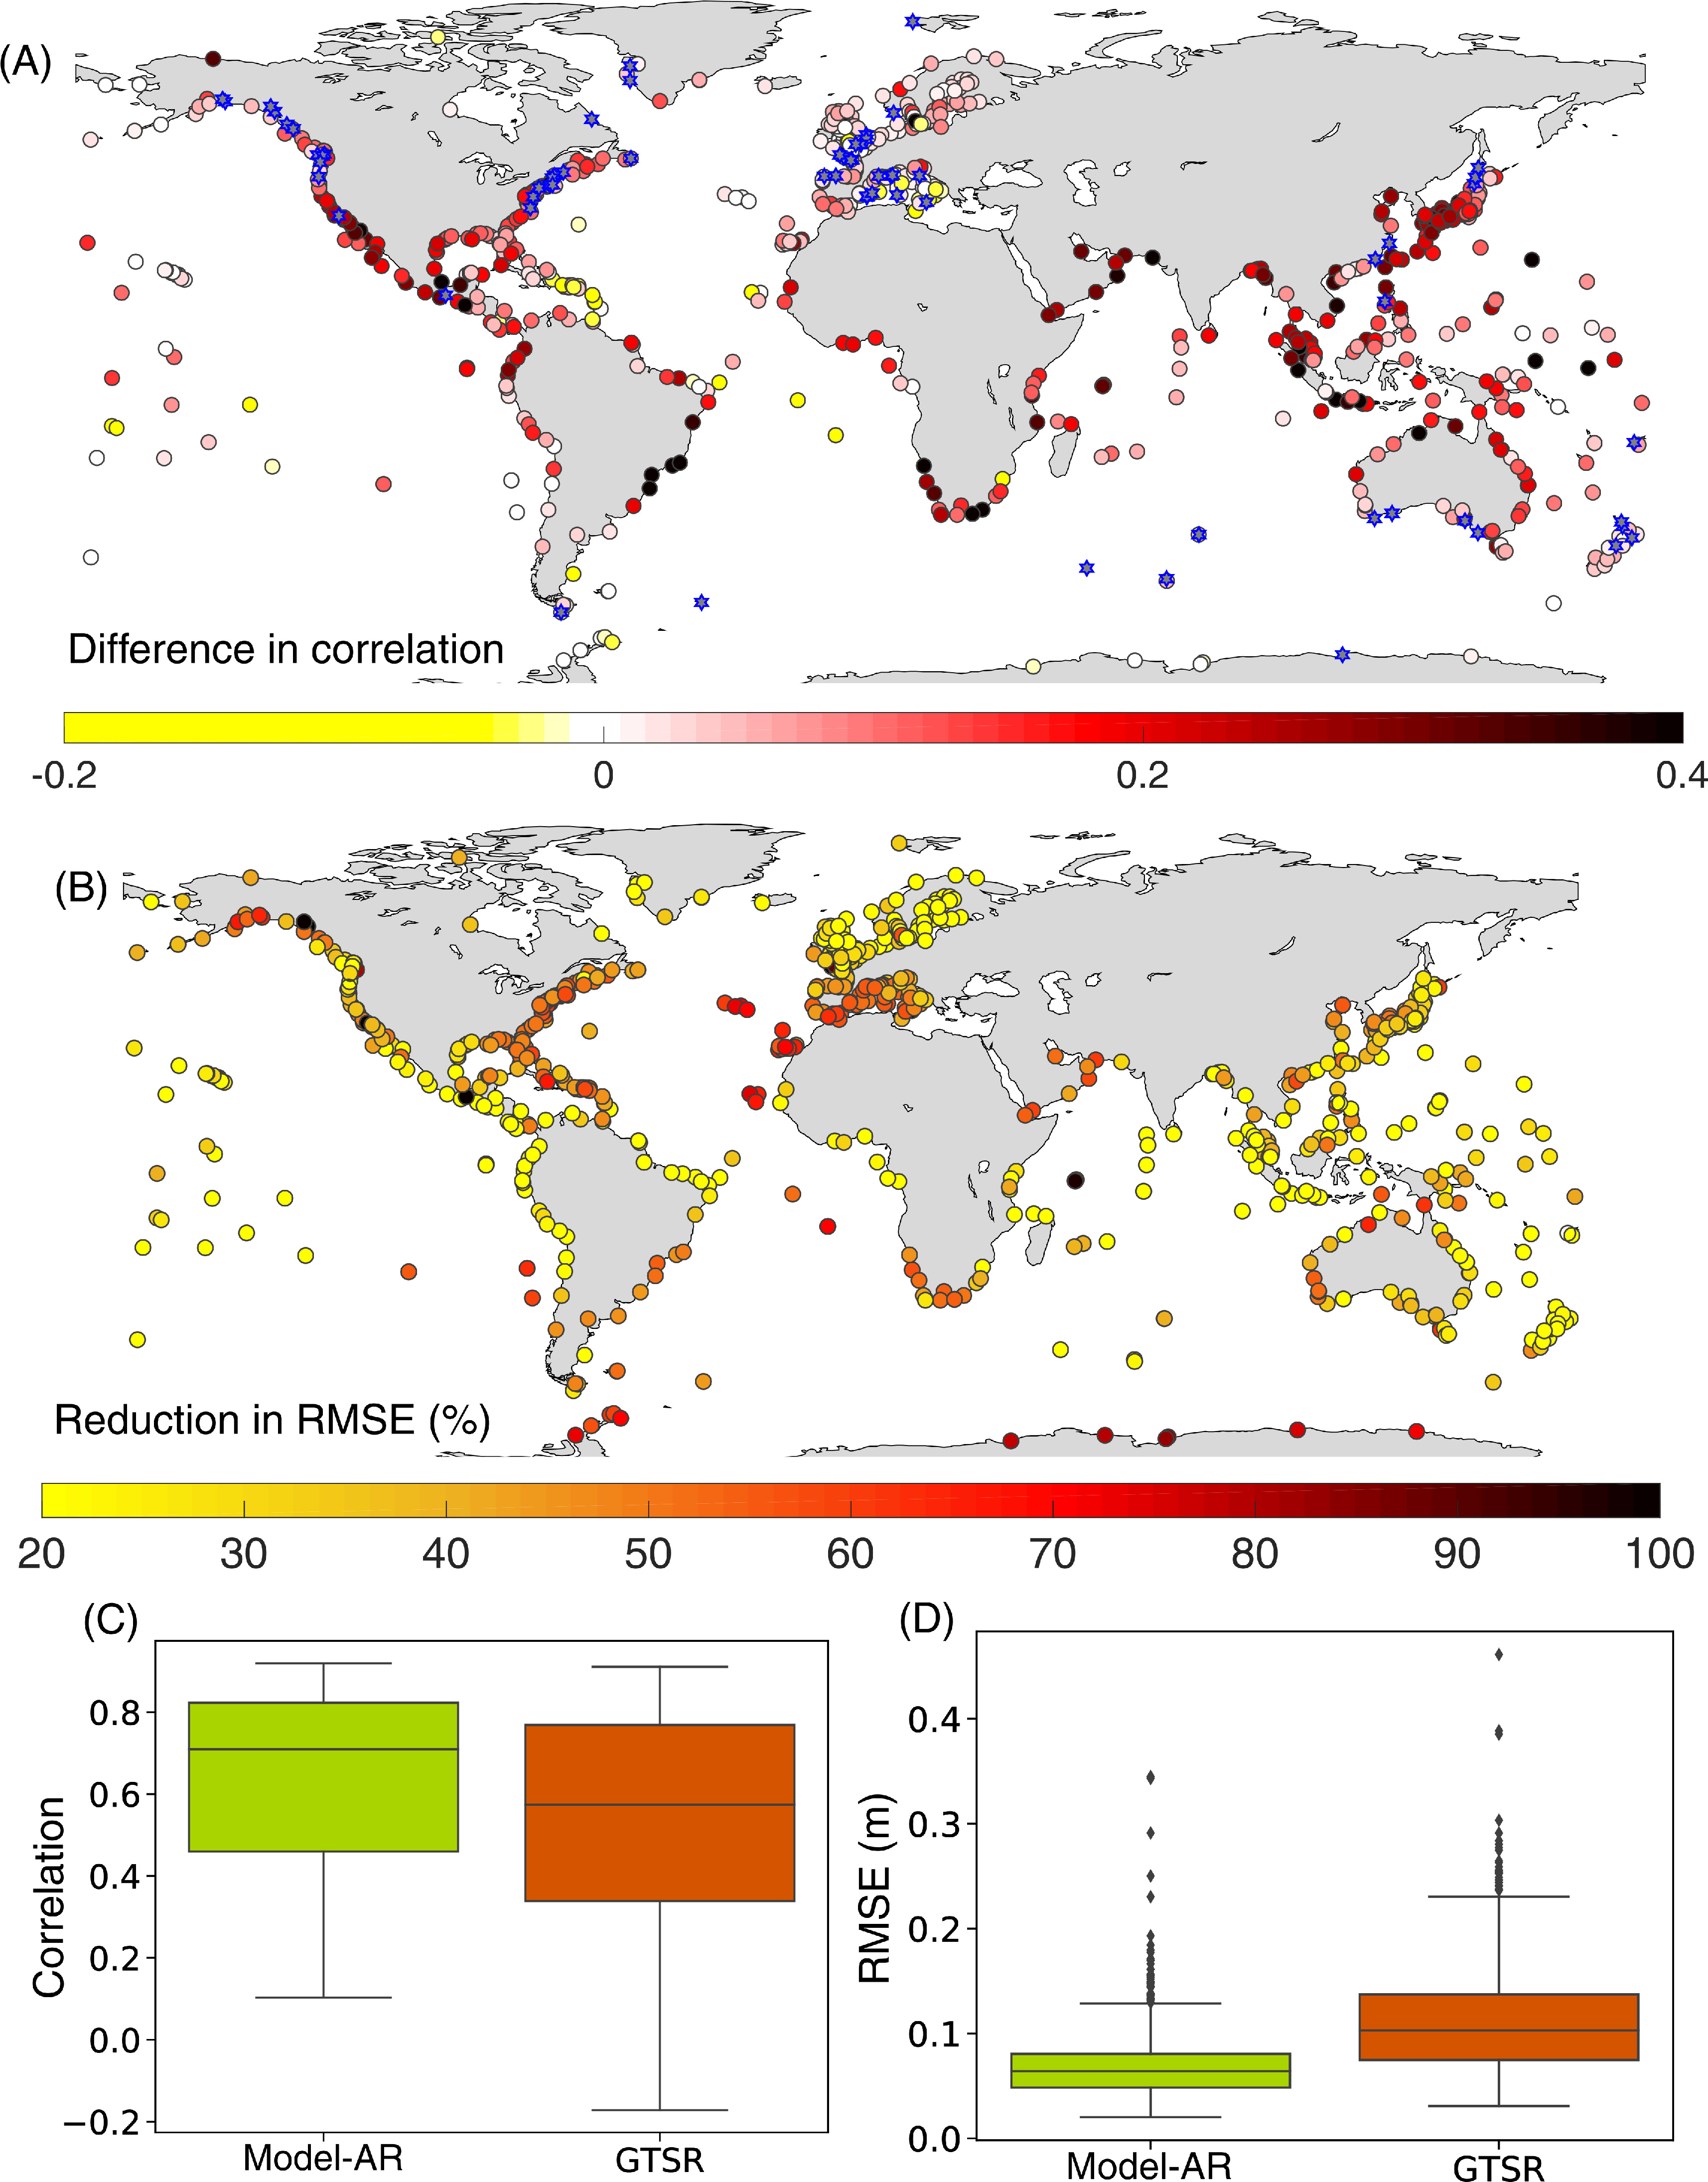 (A)
Difference in correlation
-0.2 0 0.2 0.4
(B)
Reduction in RMSE (%)
20 30 40 50 60 70 80 90 100
(C)
Correlation
0.8
0.6
0.4
0.2
0.0
−0.2
Model-AR GTSR
(D)
RMSE (m)
0.4
0.3
0.2
0.1
0.0
Model-AR GTSR